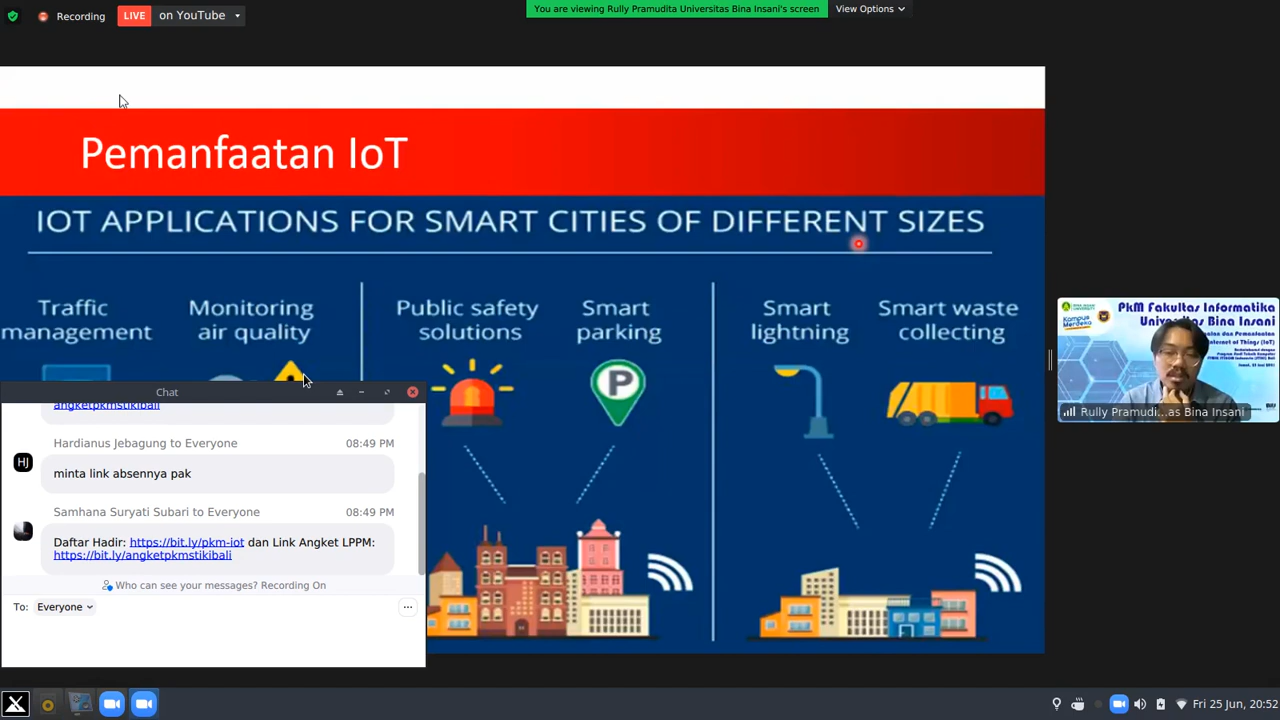 Recording
LIVE on YouTube
You are viewing Rully Pramudita Universitas Bina Insani's screen
View Options
Pemanfaatan IoT
IOT APPLICATIONS FOR SMART CITIES OF DIFFERENT SIZES
Traffic
management
Monitoring
air quality
Public safety
solutions
Smart
parking
Smart
lightning
Smart waste
collecting
P
Chat
angketpkmstikibali
Hardianus Jebagung to Everyone 08:49 PM
HJ
minta link absennya pak
Samhana Suryati Subari to Everyone 08:49 PM
Daftar Hadir: https://bit.ly/pkm-iot dan Link Angket LPPM:
https://bit.ly/angketpkmstikibali
Who can see your messages? Recording On
To: Everyone
PkM Fakultas Informatika
Universitas Bina Insani
Kampus
Merdeka
Rully Pramudi...as Bina Insani
Fri 25 Jun, 20:52